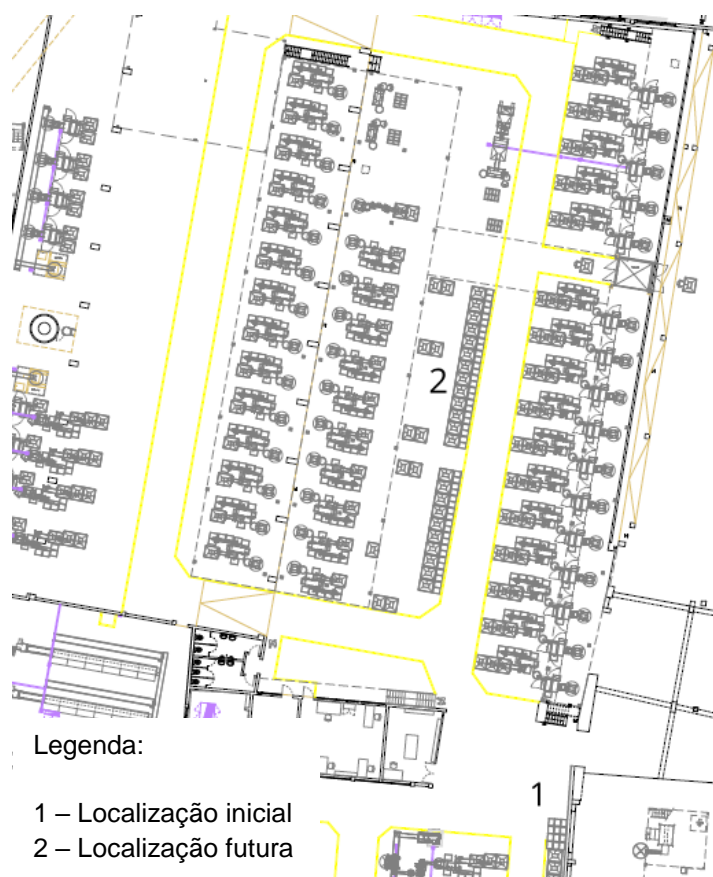 2
1
Legenda:
1 – Localização inicial
2 – Localização futura